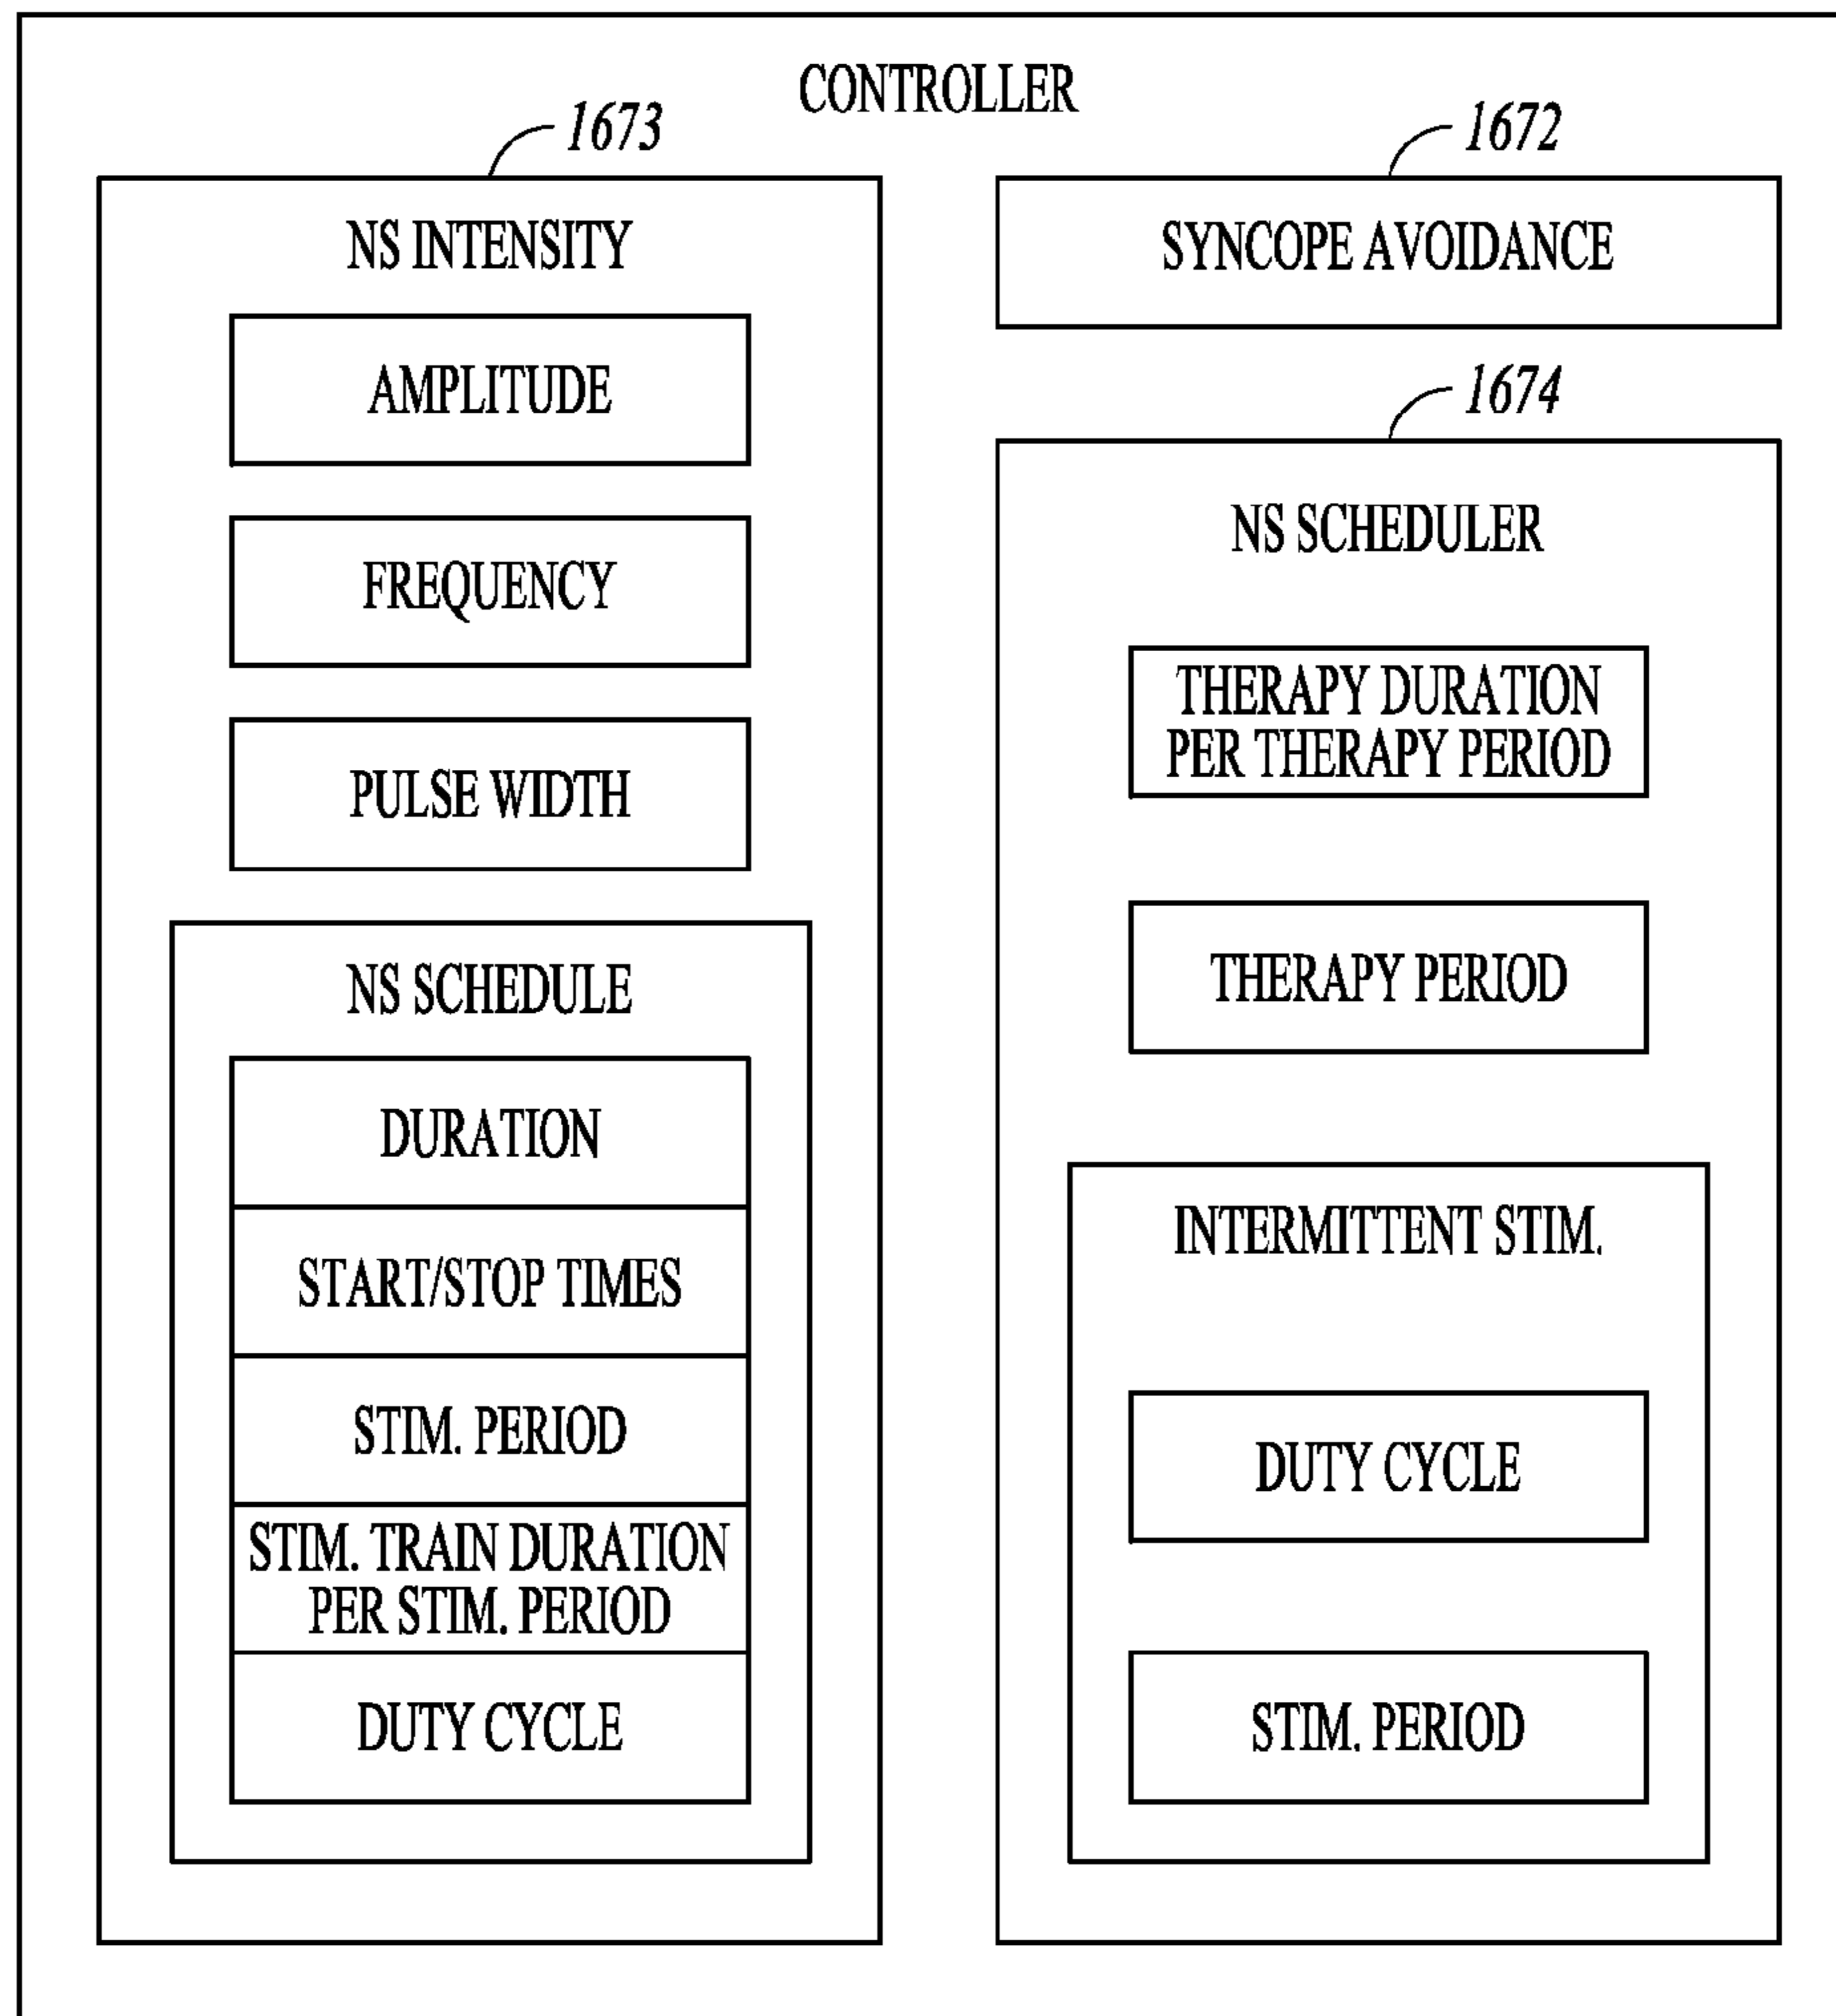 CONTROLLER
1673
NS INTENSITY
AMPLITUDE
FREQUENCY
PULSE WIDTH
NS SCHEDULE
DURATION
START/STOP TIMES
STIM. PERIOD
STIM. TRAIN DURATION
PER STIM. PERIOD
DUTY CYCLE
1672
SYNCOPE AVOIDANCE
1674
NS SCHEDULER
THERAPY DURATION
PER THERAPY PERIOD
THERAPY PERIOD
INTERMITTENT STIM.
DUTY CYCLE
STIM. PERIOD